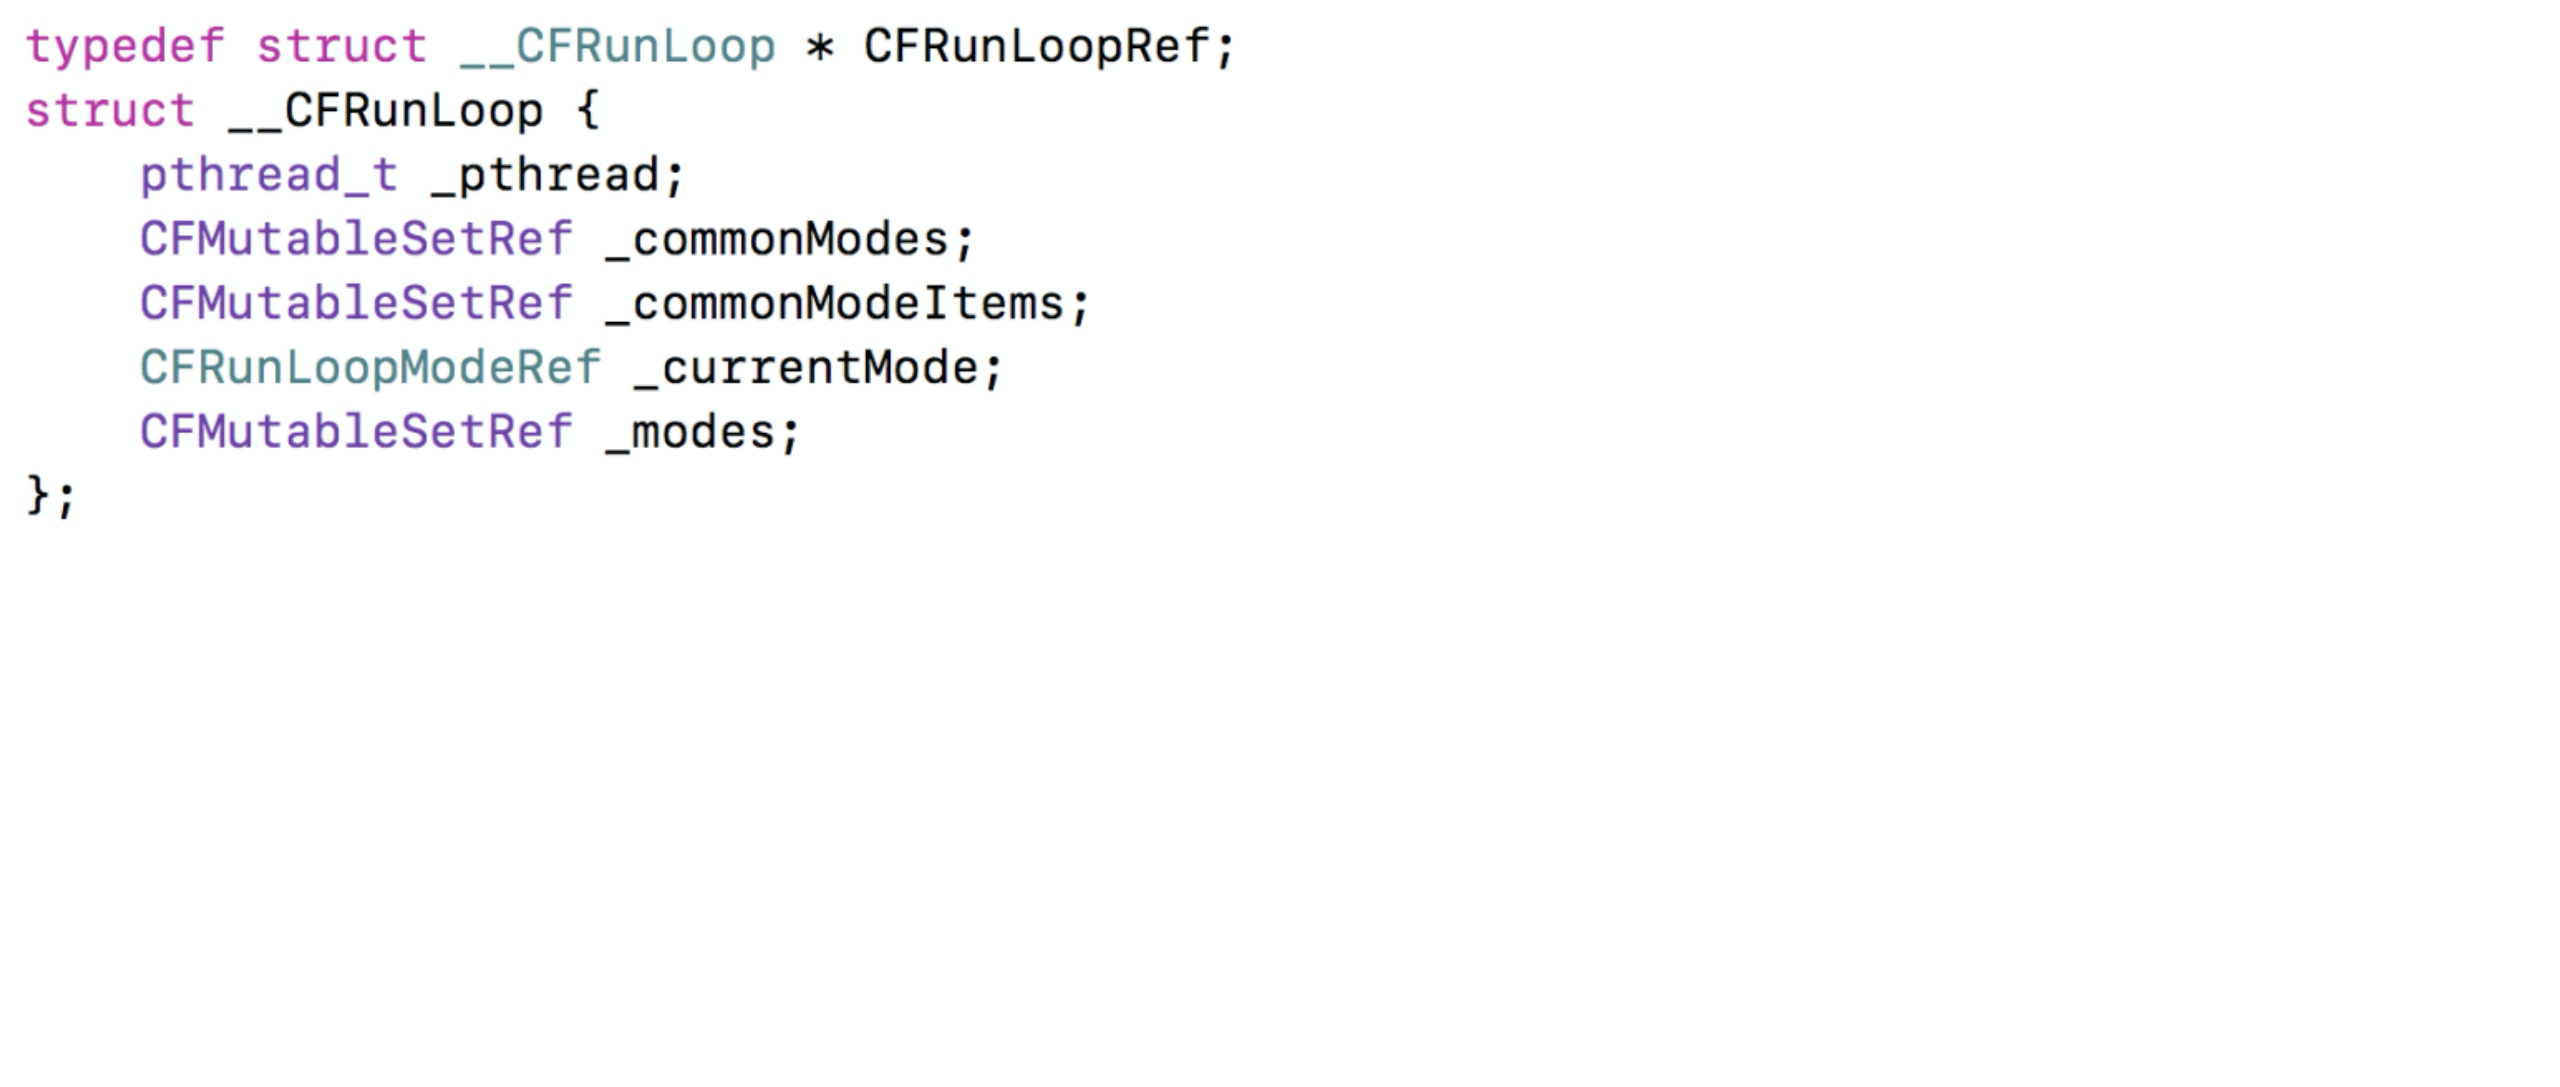 typedef struct __CFRunLoop * CFRunLoopRef;
struct __CFRunLoop {
    pthread_t _pthread;
    CFMutableSetRef _commonModes;
    CFMutableSetRef _commonModeItems;
    CFRunLoopModeRef _currentMode;
    CFMutableSetRef _modes;
};